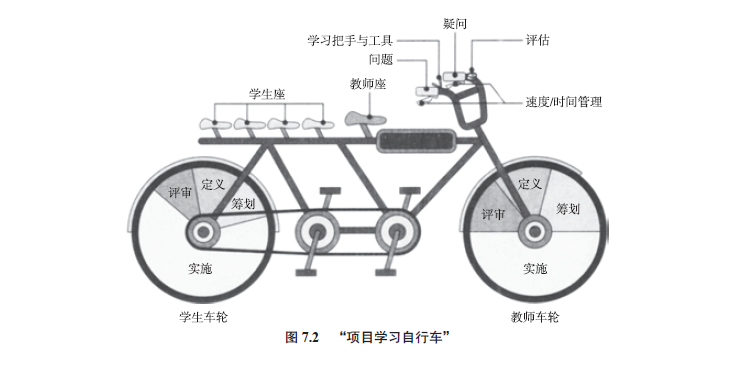 疑问
学习把手与工具
评估
问题
教师座
学生座
速度/时间管理
定义
评审
筹划
实施
定义
评审
筹划
实施
学生车轮
教师车轮
图 7.2 “项目学习自行车”